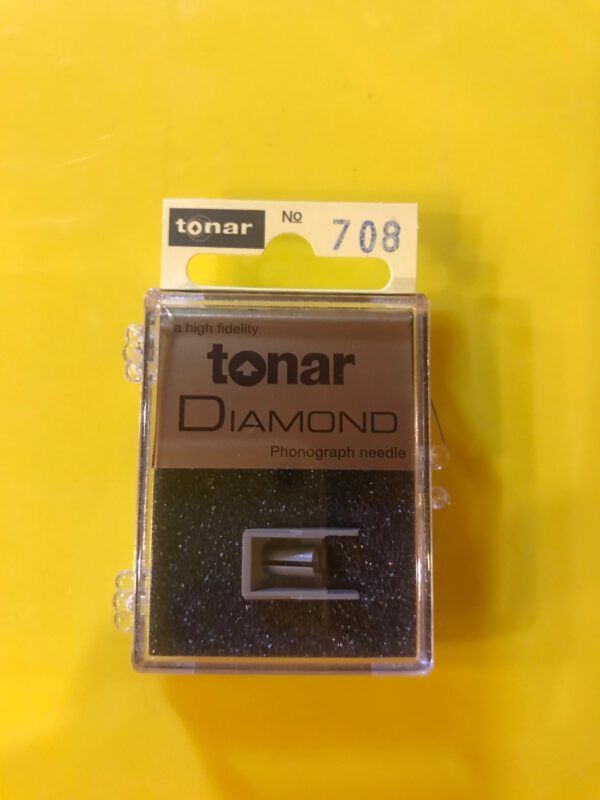 tonar No 708
a high fidelity
tonar
DIAMOND
Phonograph needle